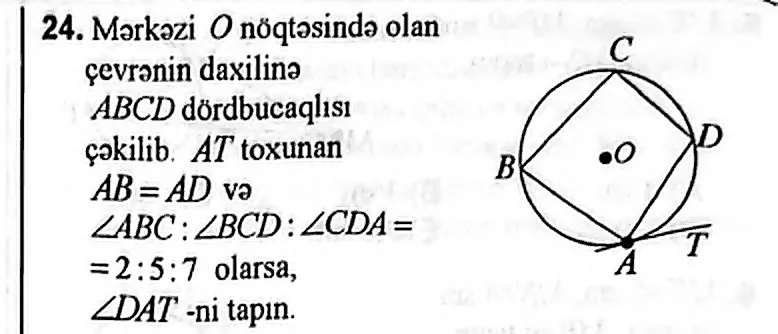 24. Mərkəzi O nöqtəsində olan
çevrənin daxilinə
ABCD dördbucaqlısı
çəkilib. AT toxunan
AB = AD və
∠ABC : ∠BCD : ∠CDA =
= 2 : 5 : 7 olarsa,
∠DAT -ni tapın.
C
D
B
O
T
A